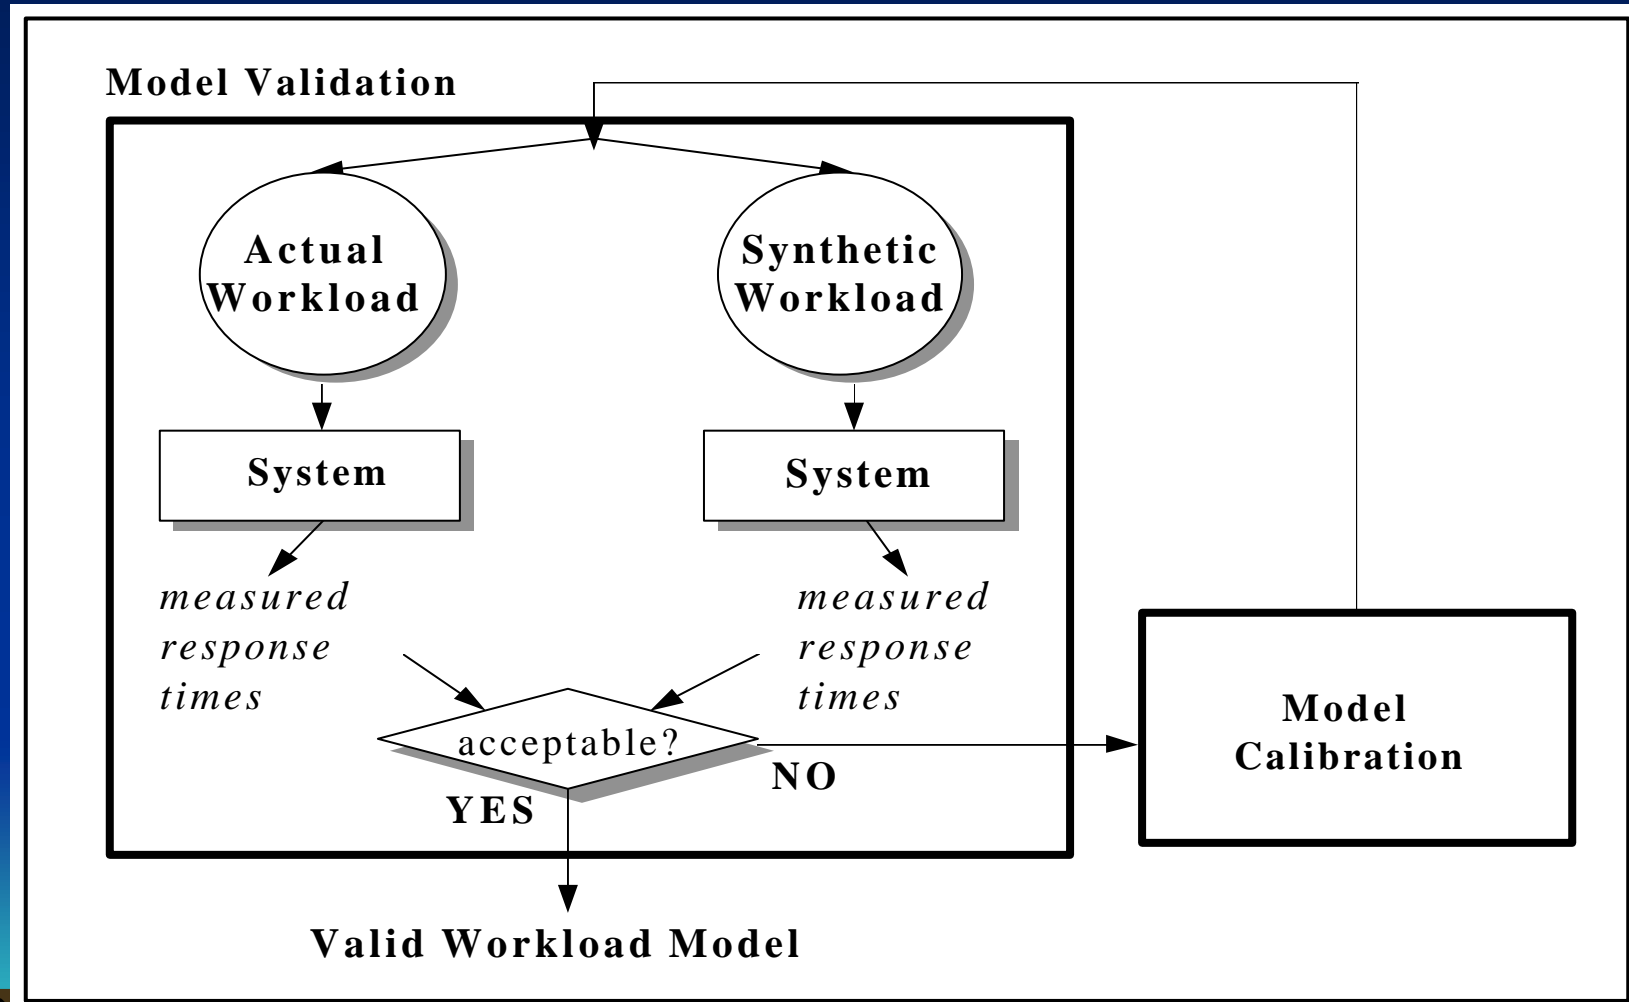 Model Validation
Actual
Workload
Synthetic
Workload
System
System
measured
response
times
measured
response
times
acceptable?
NO
YES
Model
Calibration
Valid Workload Model